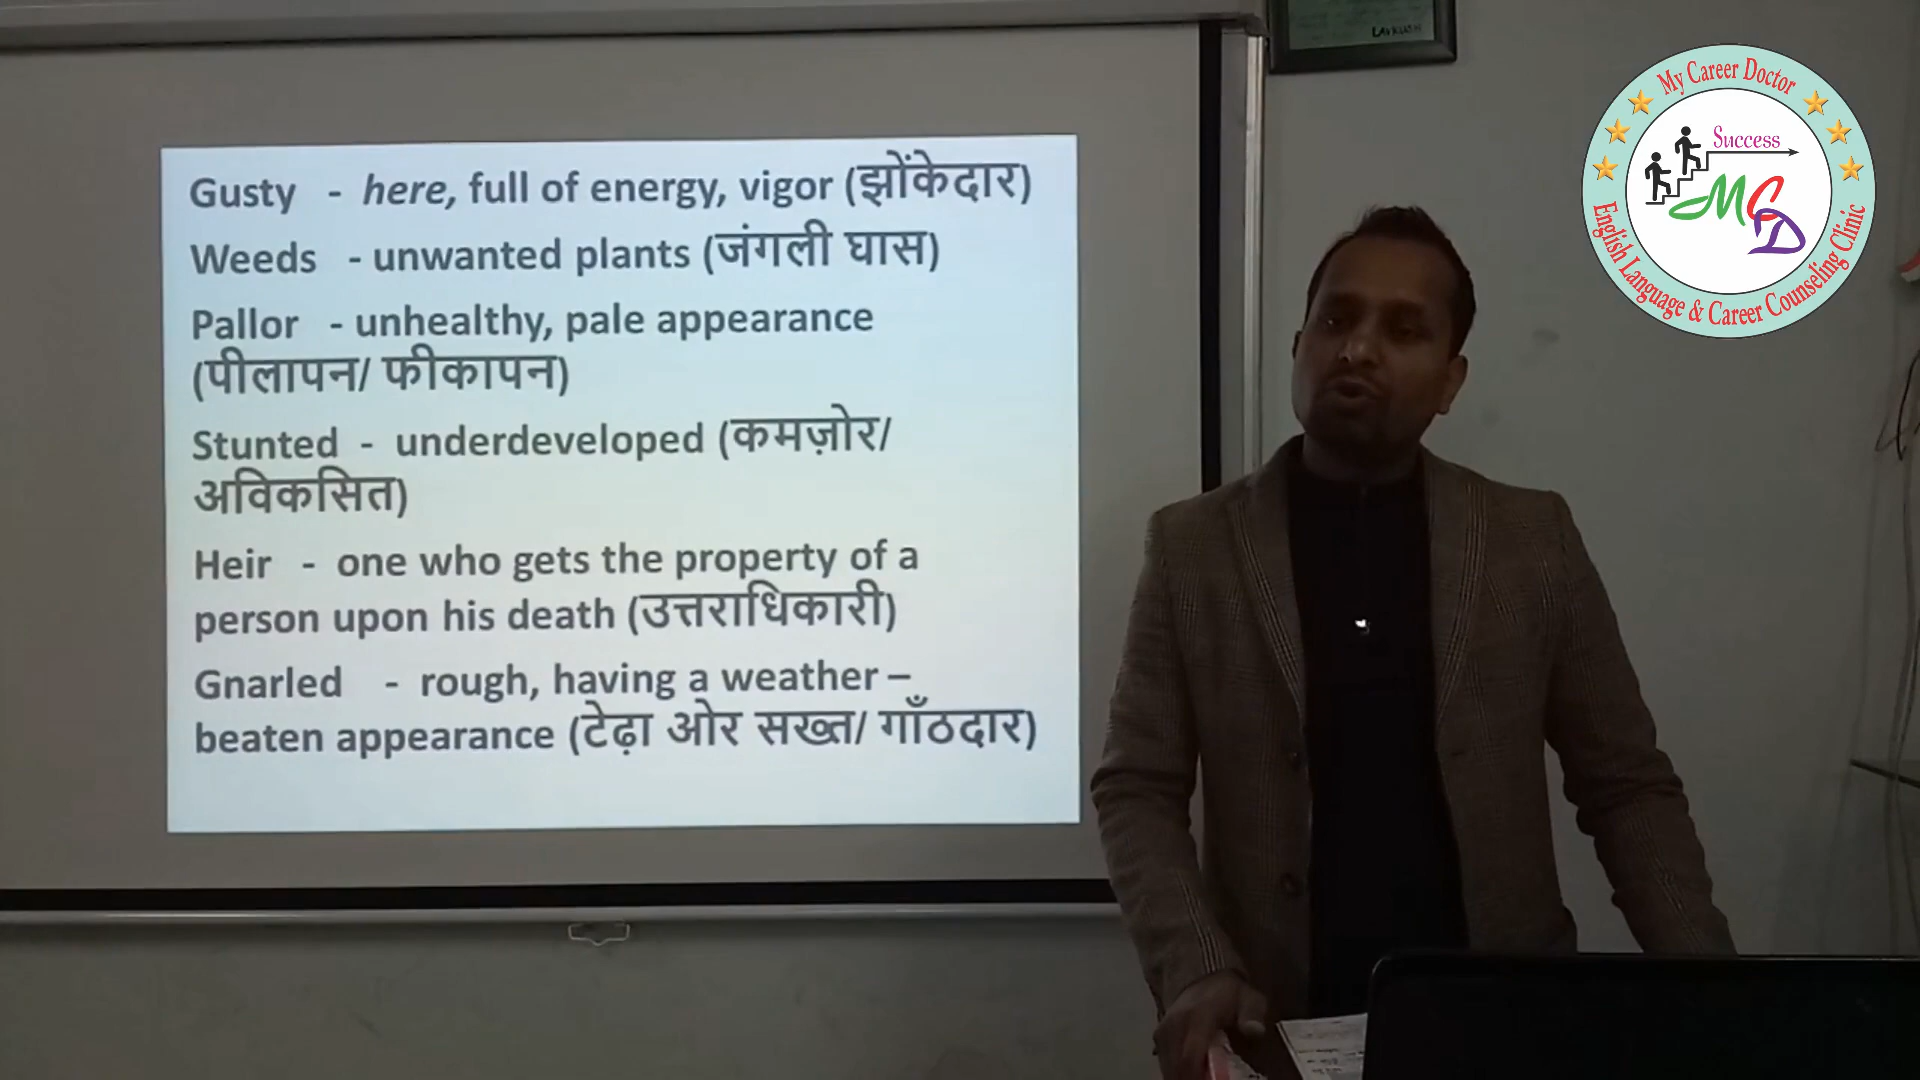 Gusty - here, full of energy, vigor (झोंकेदार)
Weeds - unwanted plants (जंगली घास)
Pallor - unhealthy, pale appearance
(पीलापन/ फीकापन)
Stunted - underdeveloped (कमज़ोर/
अविकसित)
Heir - one who gets the property of a
person upon his death (उत्तराधिकारी)
Gnarled - rough, having a weather –
beaten appearance (टेढ़ा ओर सख्त/ गाँठदार)
My Career Doctor
Success
MCD
English Language & Career Counseling Clinic